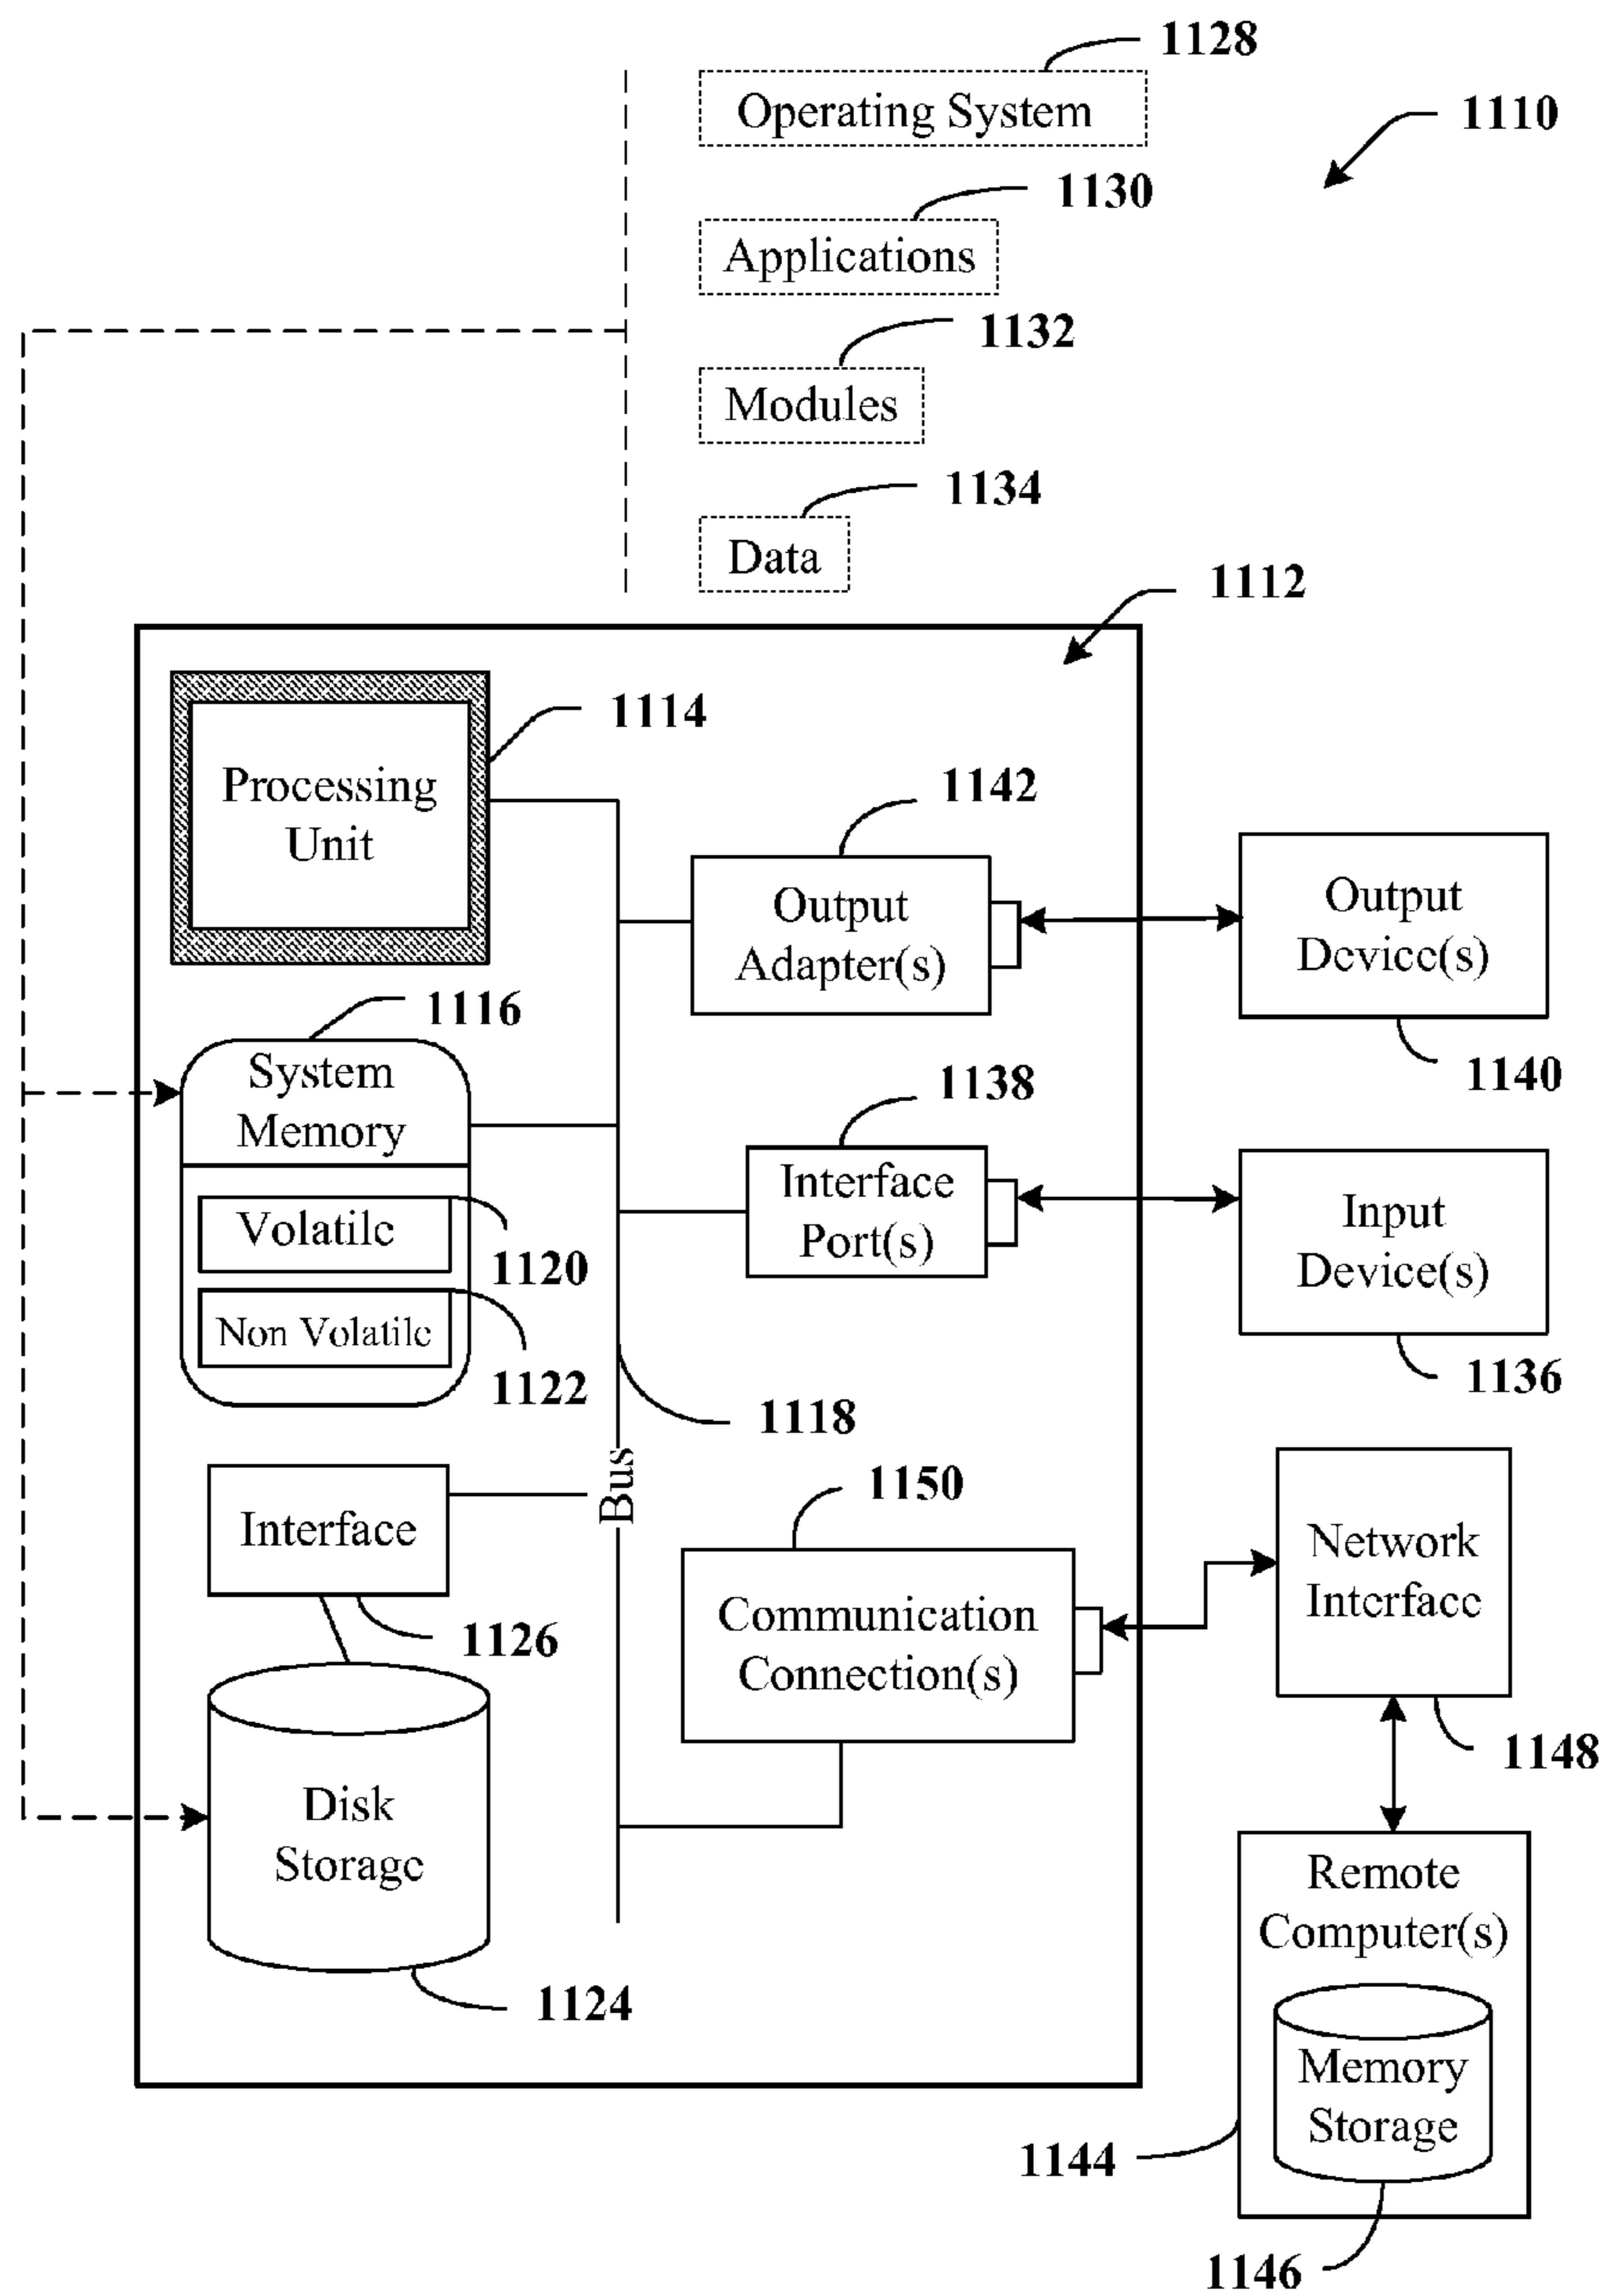 1128
Operating System
1110
1130
Applications
1132
Modules
1134
Data
1112
1114
Processing
Unit
1142
Output
Adapter(s)
Output
Device(s)
1140
1116
System
Memory
1138
Interface
Port(s)
Input
Device(s)
1136
Volatile
1120
Non Volatile
1122
1118
Bus
1150
Interface
1126
Communication
Connection(s)
Network
Interface
1148
Disk
Storage
1124
Remote
Computer(s)
Memory
Storage
1144
1146